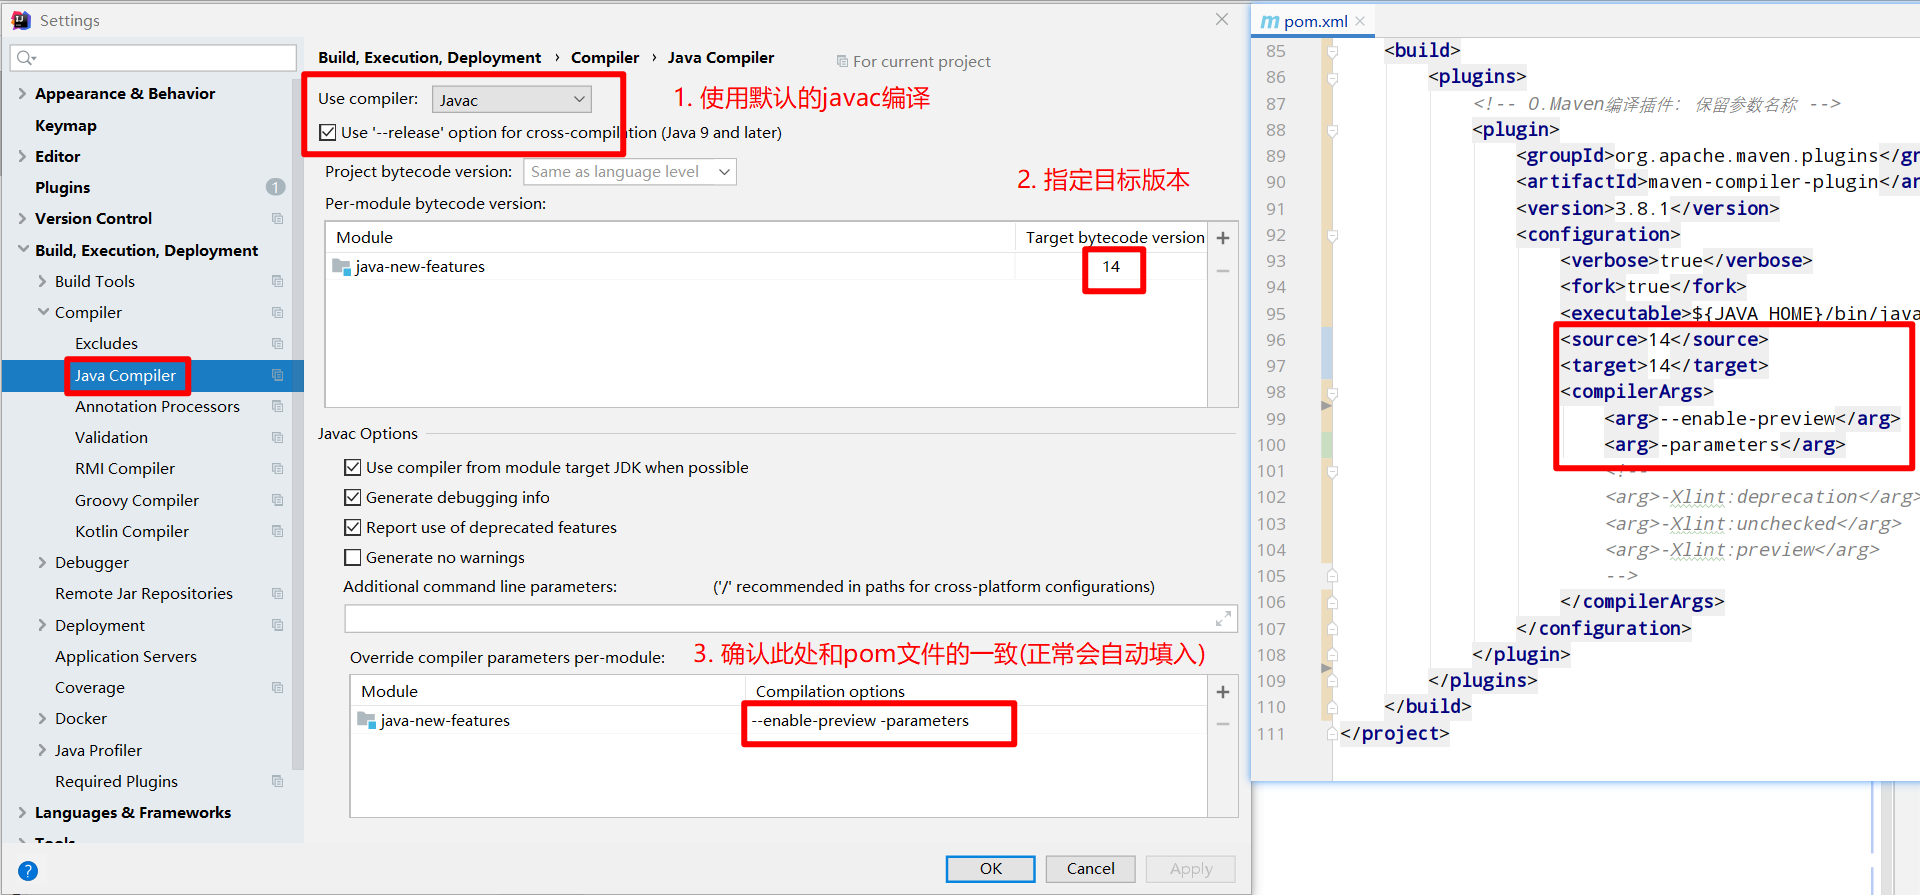 Settings
Build, Execution, Deployment › Compiler › Java Compiler
For current project
Appearance & Behavior
Keymap
Editor
Plugins
1
Version Control
Build, Execution, Deployment
Build Tools
Compiler
Excludes
Java Compiler
Annotation Processors
Validation
RMI Compiler
Groovy Compiler
Kotlin Compiler
Debugger
Remote Jar Repositories
Deployment
Application Servers
Coverage
Docker
Java Profiler
Required Plugins
Languages & Frameworks
Tools
?
Use compiler: Javac
1. 使用默认的javac编译
Use '--release' option for cross-compilation (Java 9 and later)
Project bytecode version: Same as language level
2. 指定目标版本
Per-module bytecode version:
Module Target bytecode version
java-new-features 14
Javac Options
Use compiler from module target JDK when possible
Generate debugging info
Report use of deprecated features
Generate no warnings
Additional command line parameters: ('/' recommended in paths for cross-platform configurations)
Override compiler parameters per-module:
3. 确认此处和pom文件的一致(正常会自动填入)
Module Compilation options
java-new-features --enable-preview -parameters
OK Cancel Apply
m pom.xml
85 <build>
86 <plugins>
87 <!-- 0.Maven编译插件: 保留参数名称 -->
88 <plugin>
89 <groupId>org.apache.maven.plugins</gr
90 <artifactId>maven-compiler-plugin</ar
91 <version>3.8.1</version>
92 <configuration>
93 <verbose>true</verbose>
94 <fork>true</fork>
95 <executable>${JAVA_HOME}/bin/java
96 <source>14</source>
97 <target>14</target>
98 <compilerArgs>
99 <arg>--enable-preview</arg>
100 <arg>-parameters</arg>
101 <!--
102 <arg>-Xlint:deprecation</arg>
103 <arg>-Xlint:unchecked</arg>
104 <arg>-Xlint:preview</arg>
105 -->
106 </compilerArgs>
107 </configuration>
108 </plugin>
109 </plugins>
110 </build>
111 </project>